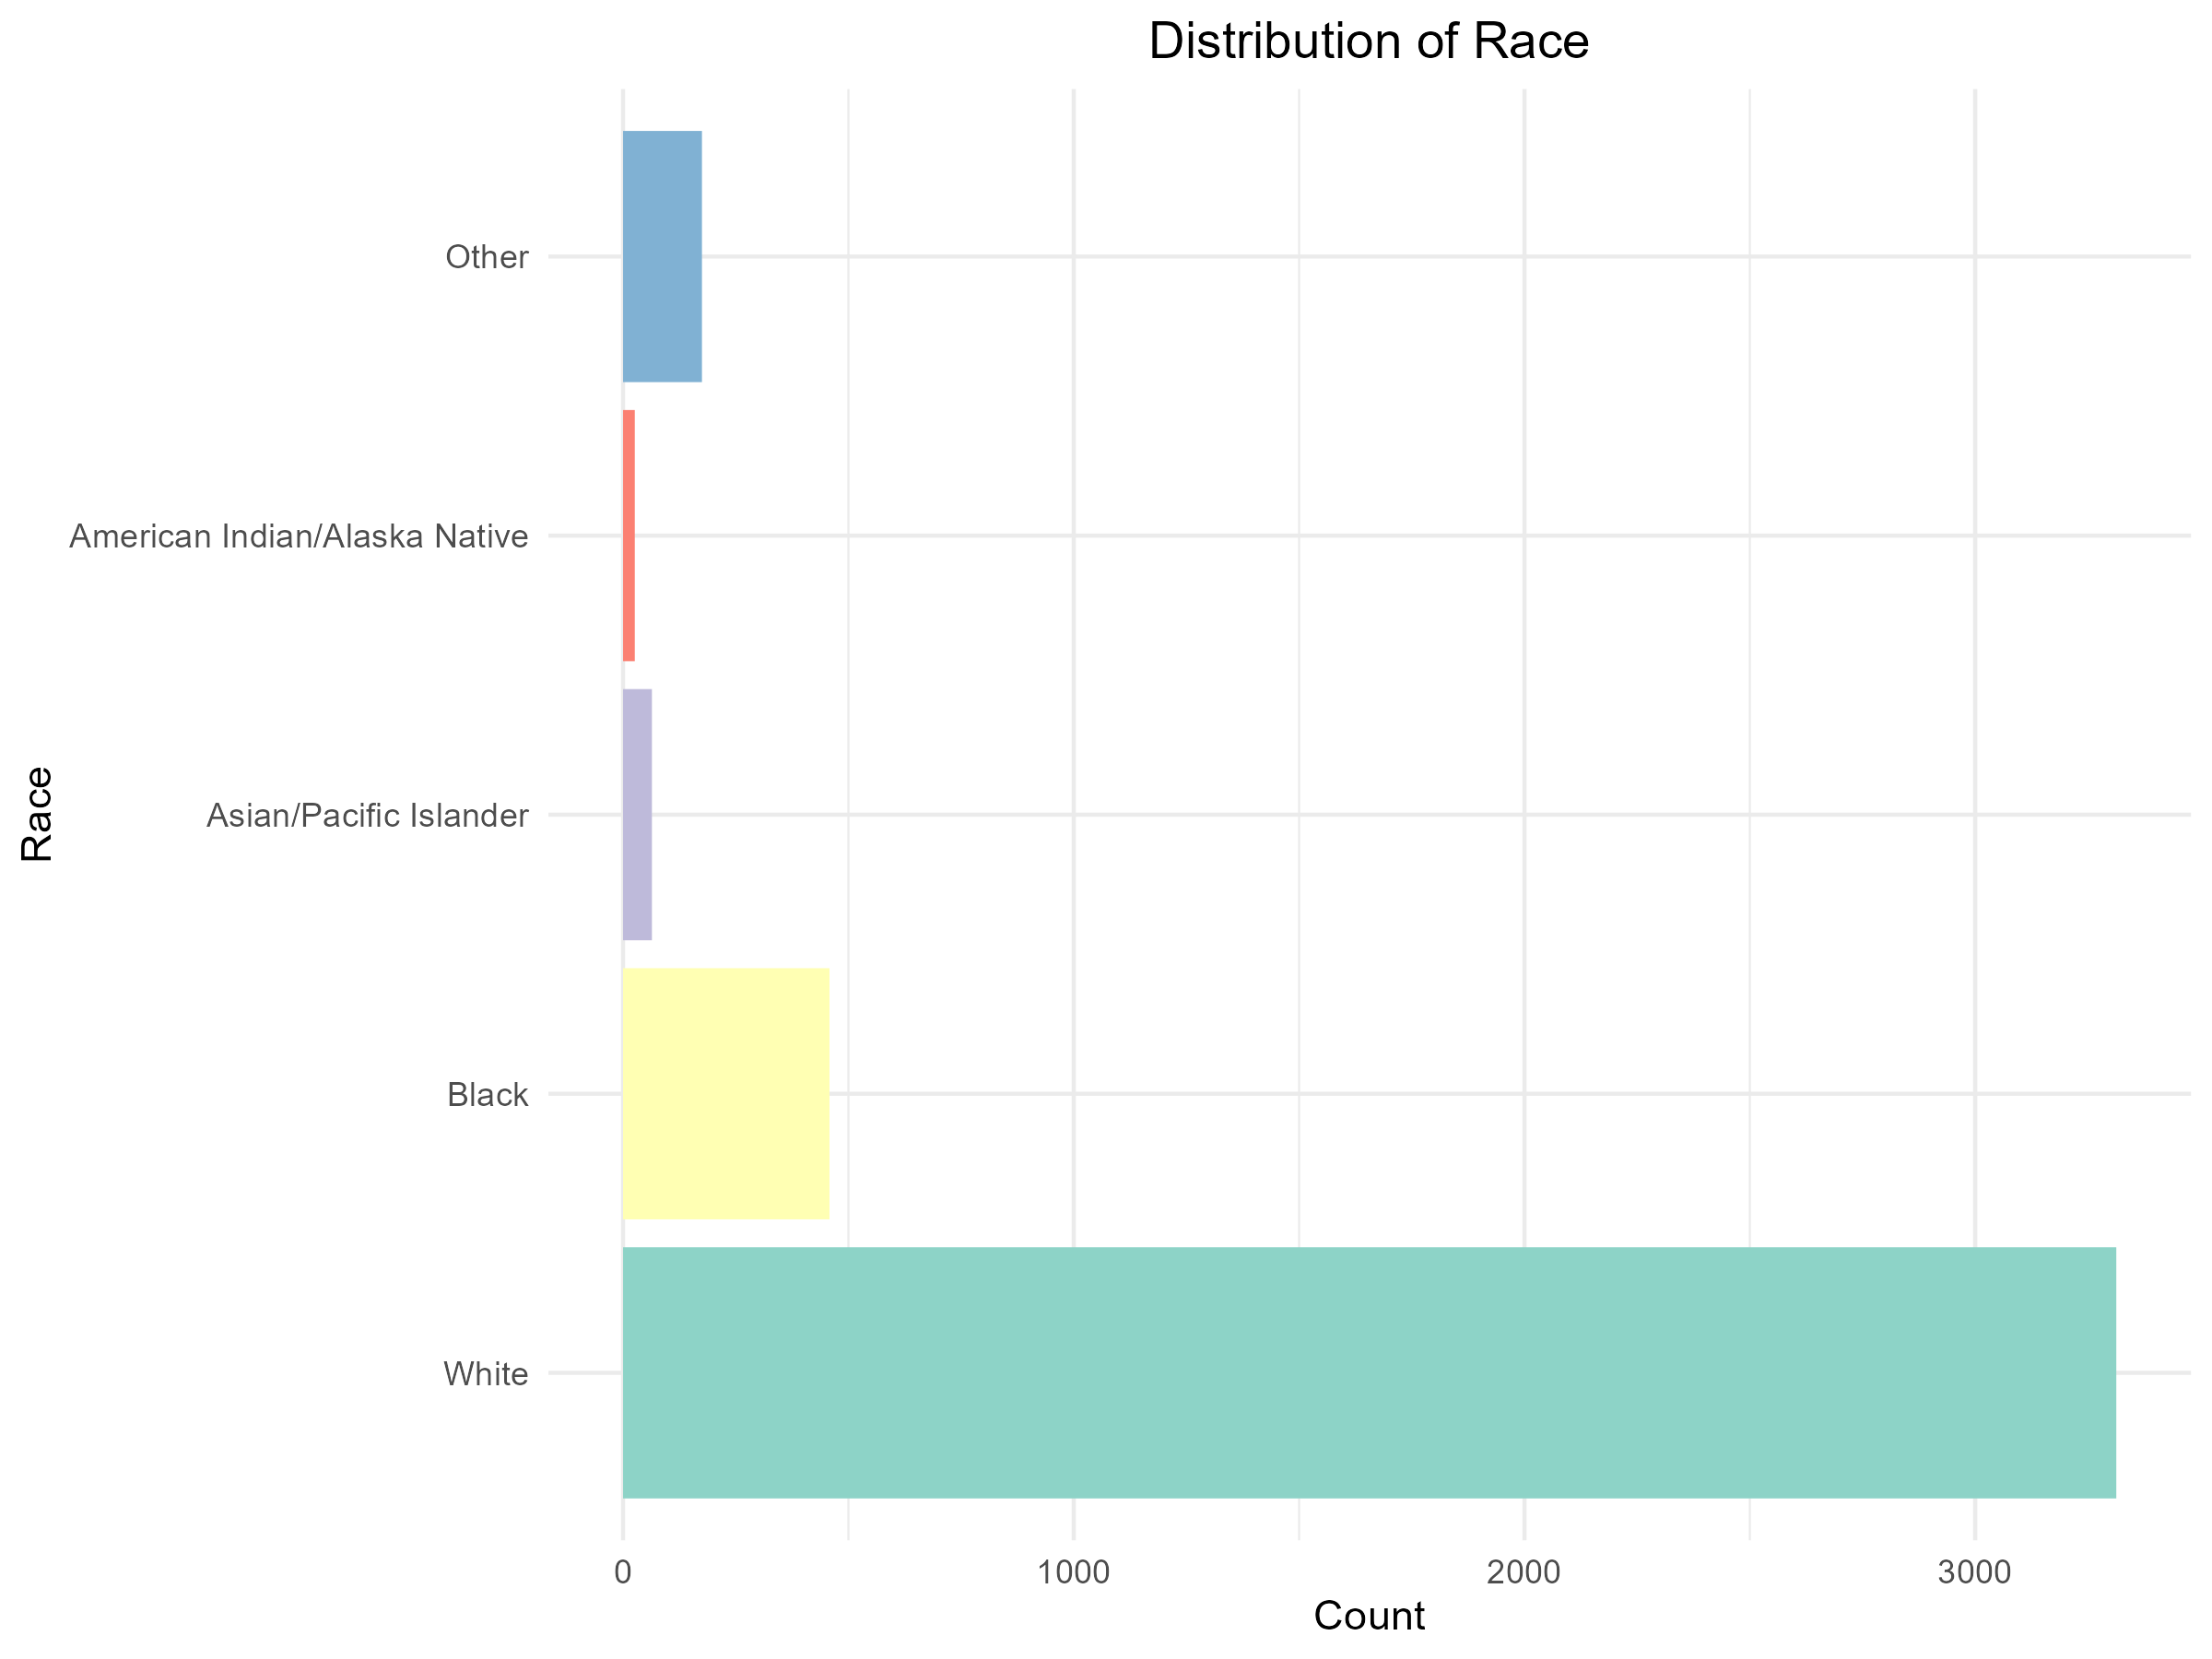 Distribution of Race
Race
Other
American Indian/Alaska Native
Asian/Pacific Islander
Black
White
0 1000 2000 3000
Count